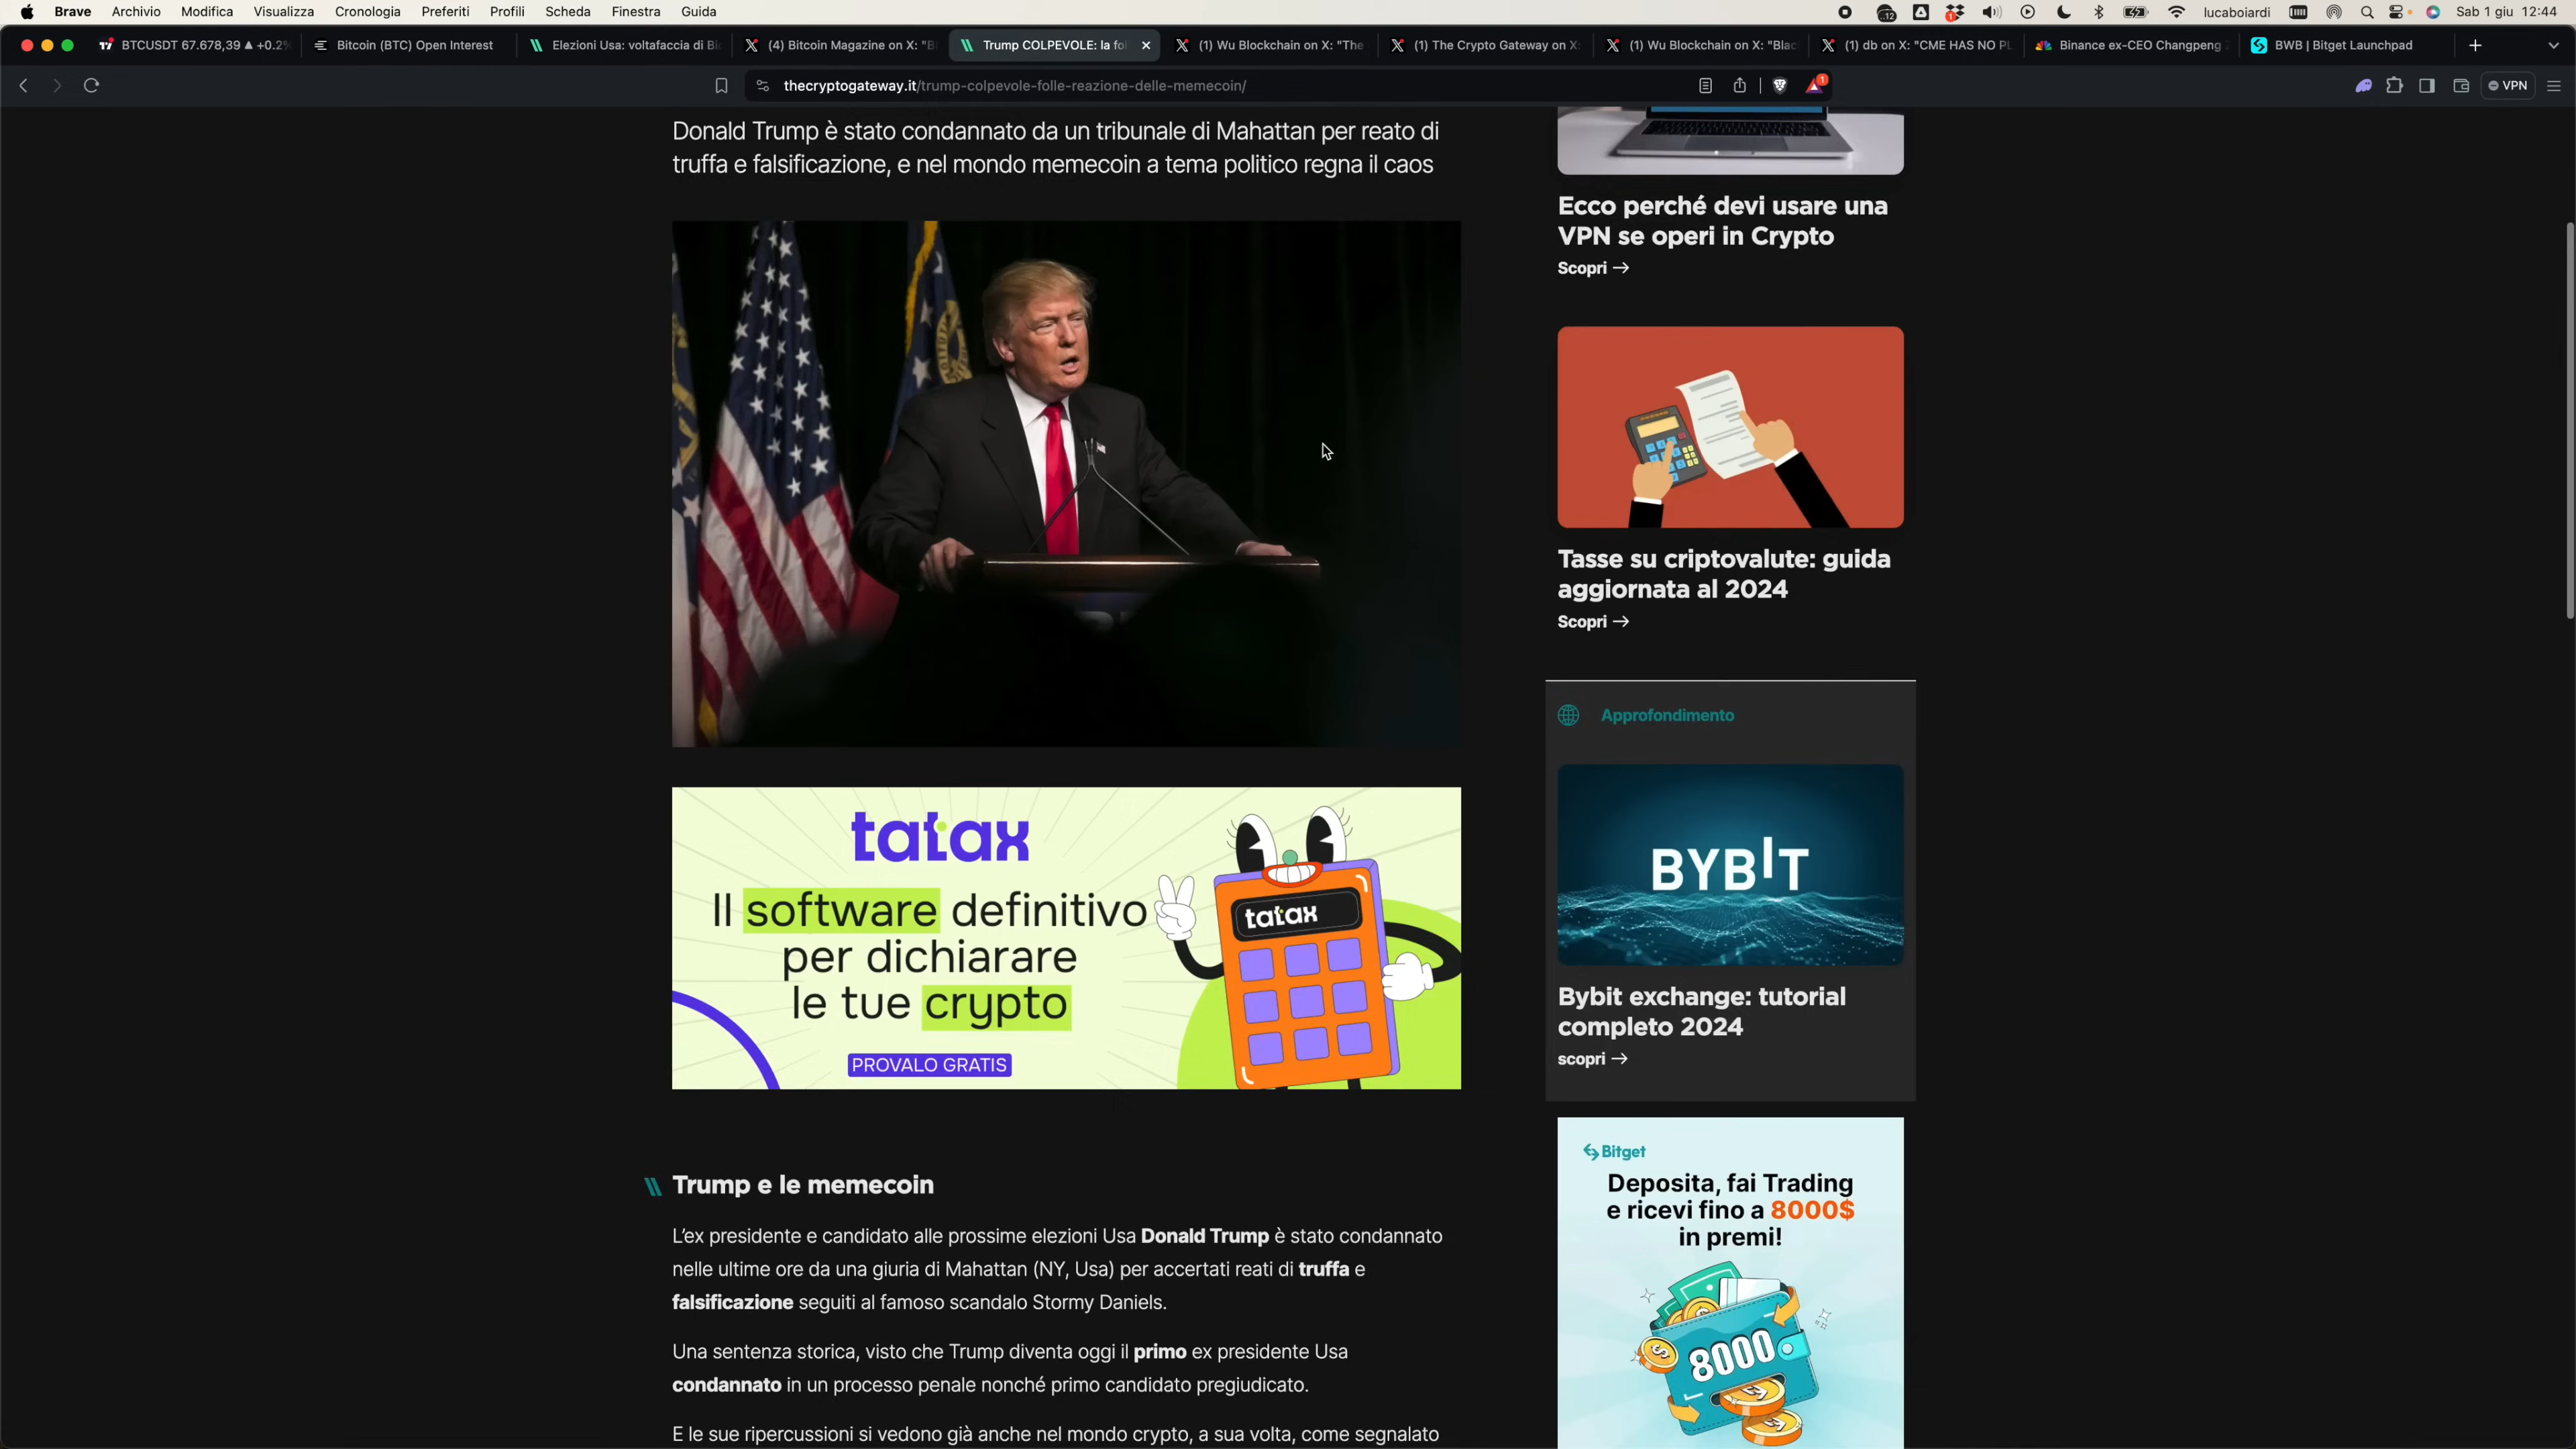 Brave Archivio Modifica Visualizza Cronologia Preferiti Profili Scheda Finestra Guida lucaboiardi Sab 1 giu 12:44
BTCUSDT 67.678,39 ▲ +0.2% Bitcoin (BTC) Open Interest Elezioni Usa: voltafaccia di Bi (4) Bitcoin Magazine on X: "Bl Trump COLPEVOLE: la fol (1) Wu Blockchain on X: "The (1) The Crypto Gateway on X: (1) Wu Blockchain on X: "Blac (1) db on X: "CME HAS NO PL Binance ex-CEO Changpeng BWB | Bitget Launchpad
thecryptogateway.it/trump-colpevole-folle-reazione-delle-memecoin/ 1 VPN
Donald Trump è stato condannato da un tribunale di Mahattan per reato di
truffa e falsificazione, e nel mondo memecoin a tema politico regna il caos
tatax
Il software definitivo
per dichiarare
le tue crypto
PROVALO GRATIS
tatax
Trump e le memecoin
L'ex presidente e candidato alle prossime elezioni Usa Donald Trump è stato condannato
nelle ultime ore da una giuria di Mahattan (NY, Usa) per accertati reati di truffa e
falsificazione seguiti al famoso scandalo Stormy Daniels.
Una sentenza storica, visto che Trump diventa oggi il primo ex presidente Usa
condannato in un processo penale nonché primo candidato pregiudicato.
E le sue ripercussioni si vedono già anche nel mondo crypto, a sua volta, come segnalato
Ecco perché devi usare una
VPN se operi in Crypto
Scopri →
Tasse su criptovalute: guida
aggiornata al 2024
Scopri →
Approfondimento
BYBIT
Bybit exchange: tutorial
completo 2024
scopri →
Bitget
Deposita, fai Trading
e ricevi fino a 8000$
in premi!
8000